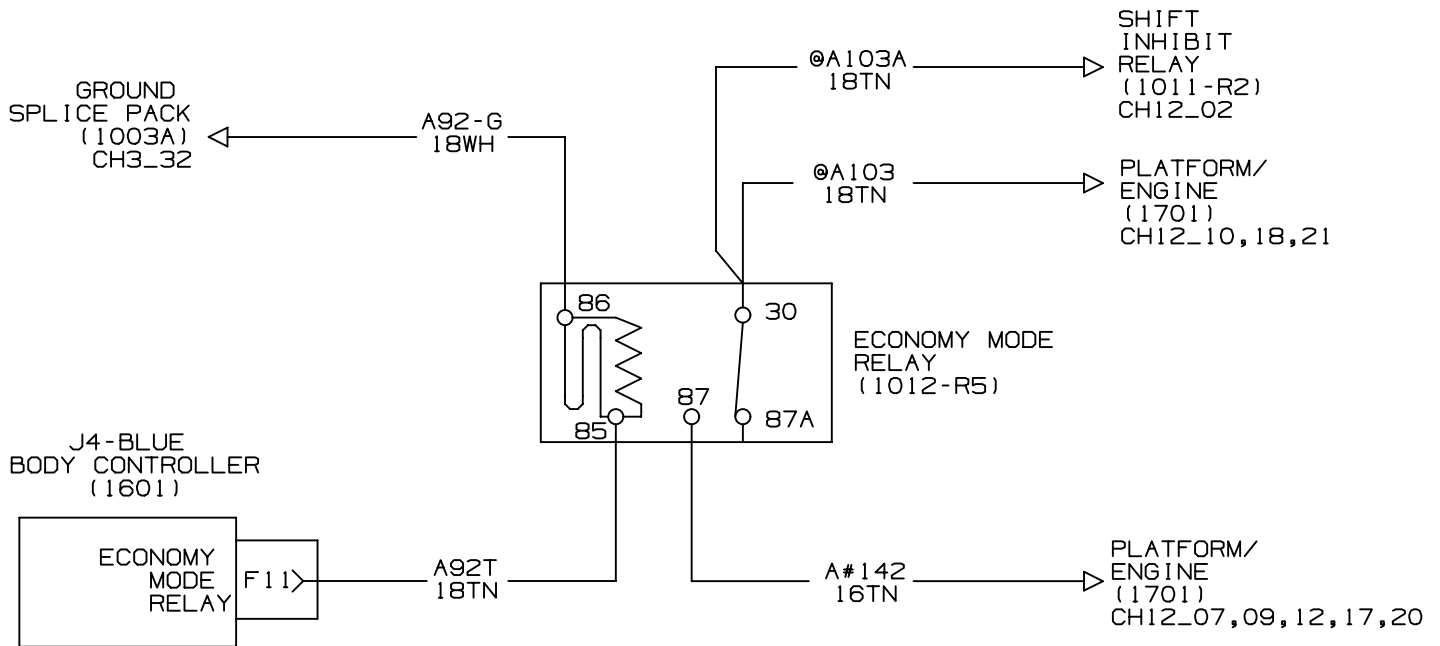 SHIFT
INHIBIT
RELAY
(1011-R2)
CH12_02
@A103A
18TN
GROUND
SPLICE PACK
(1003A)
CH3_32
A92-G
18WH
@A103
18TN
PLATFORM/
ENGINE
(1701)
CH12_10,18,21
86
30
ECONOMY MODE
RELAY
(1012-R5)
87
85
87A
J4-BLUE
BODY CONTROLLER
(1601)
ECONOMY
MODE
RELAY
F11
A92T
18TN
A#142
16TN
PLATFORM/
ENGINE
(1701)
CH12_07,09,12,17,20